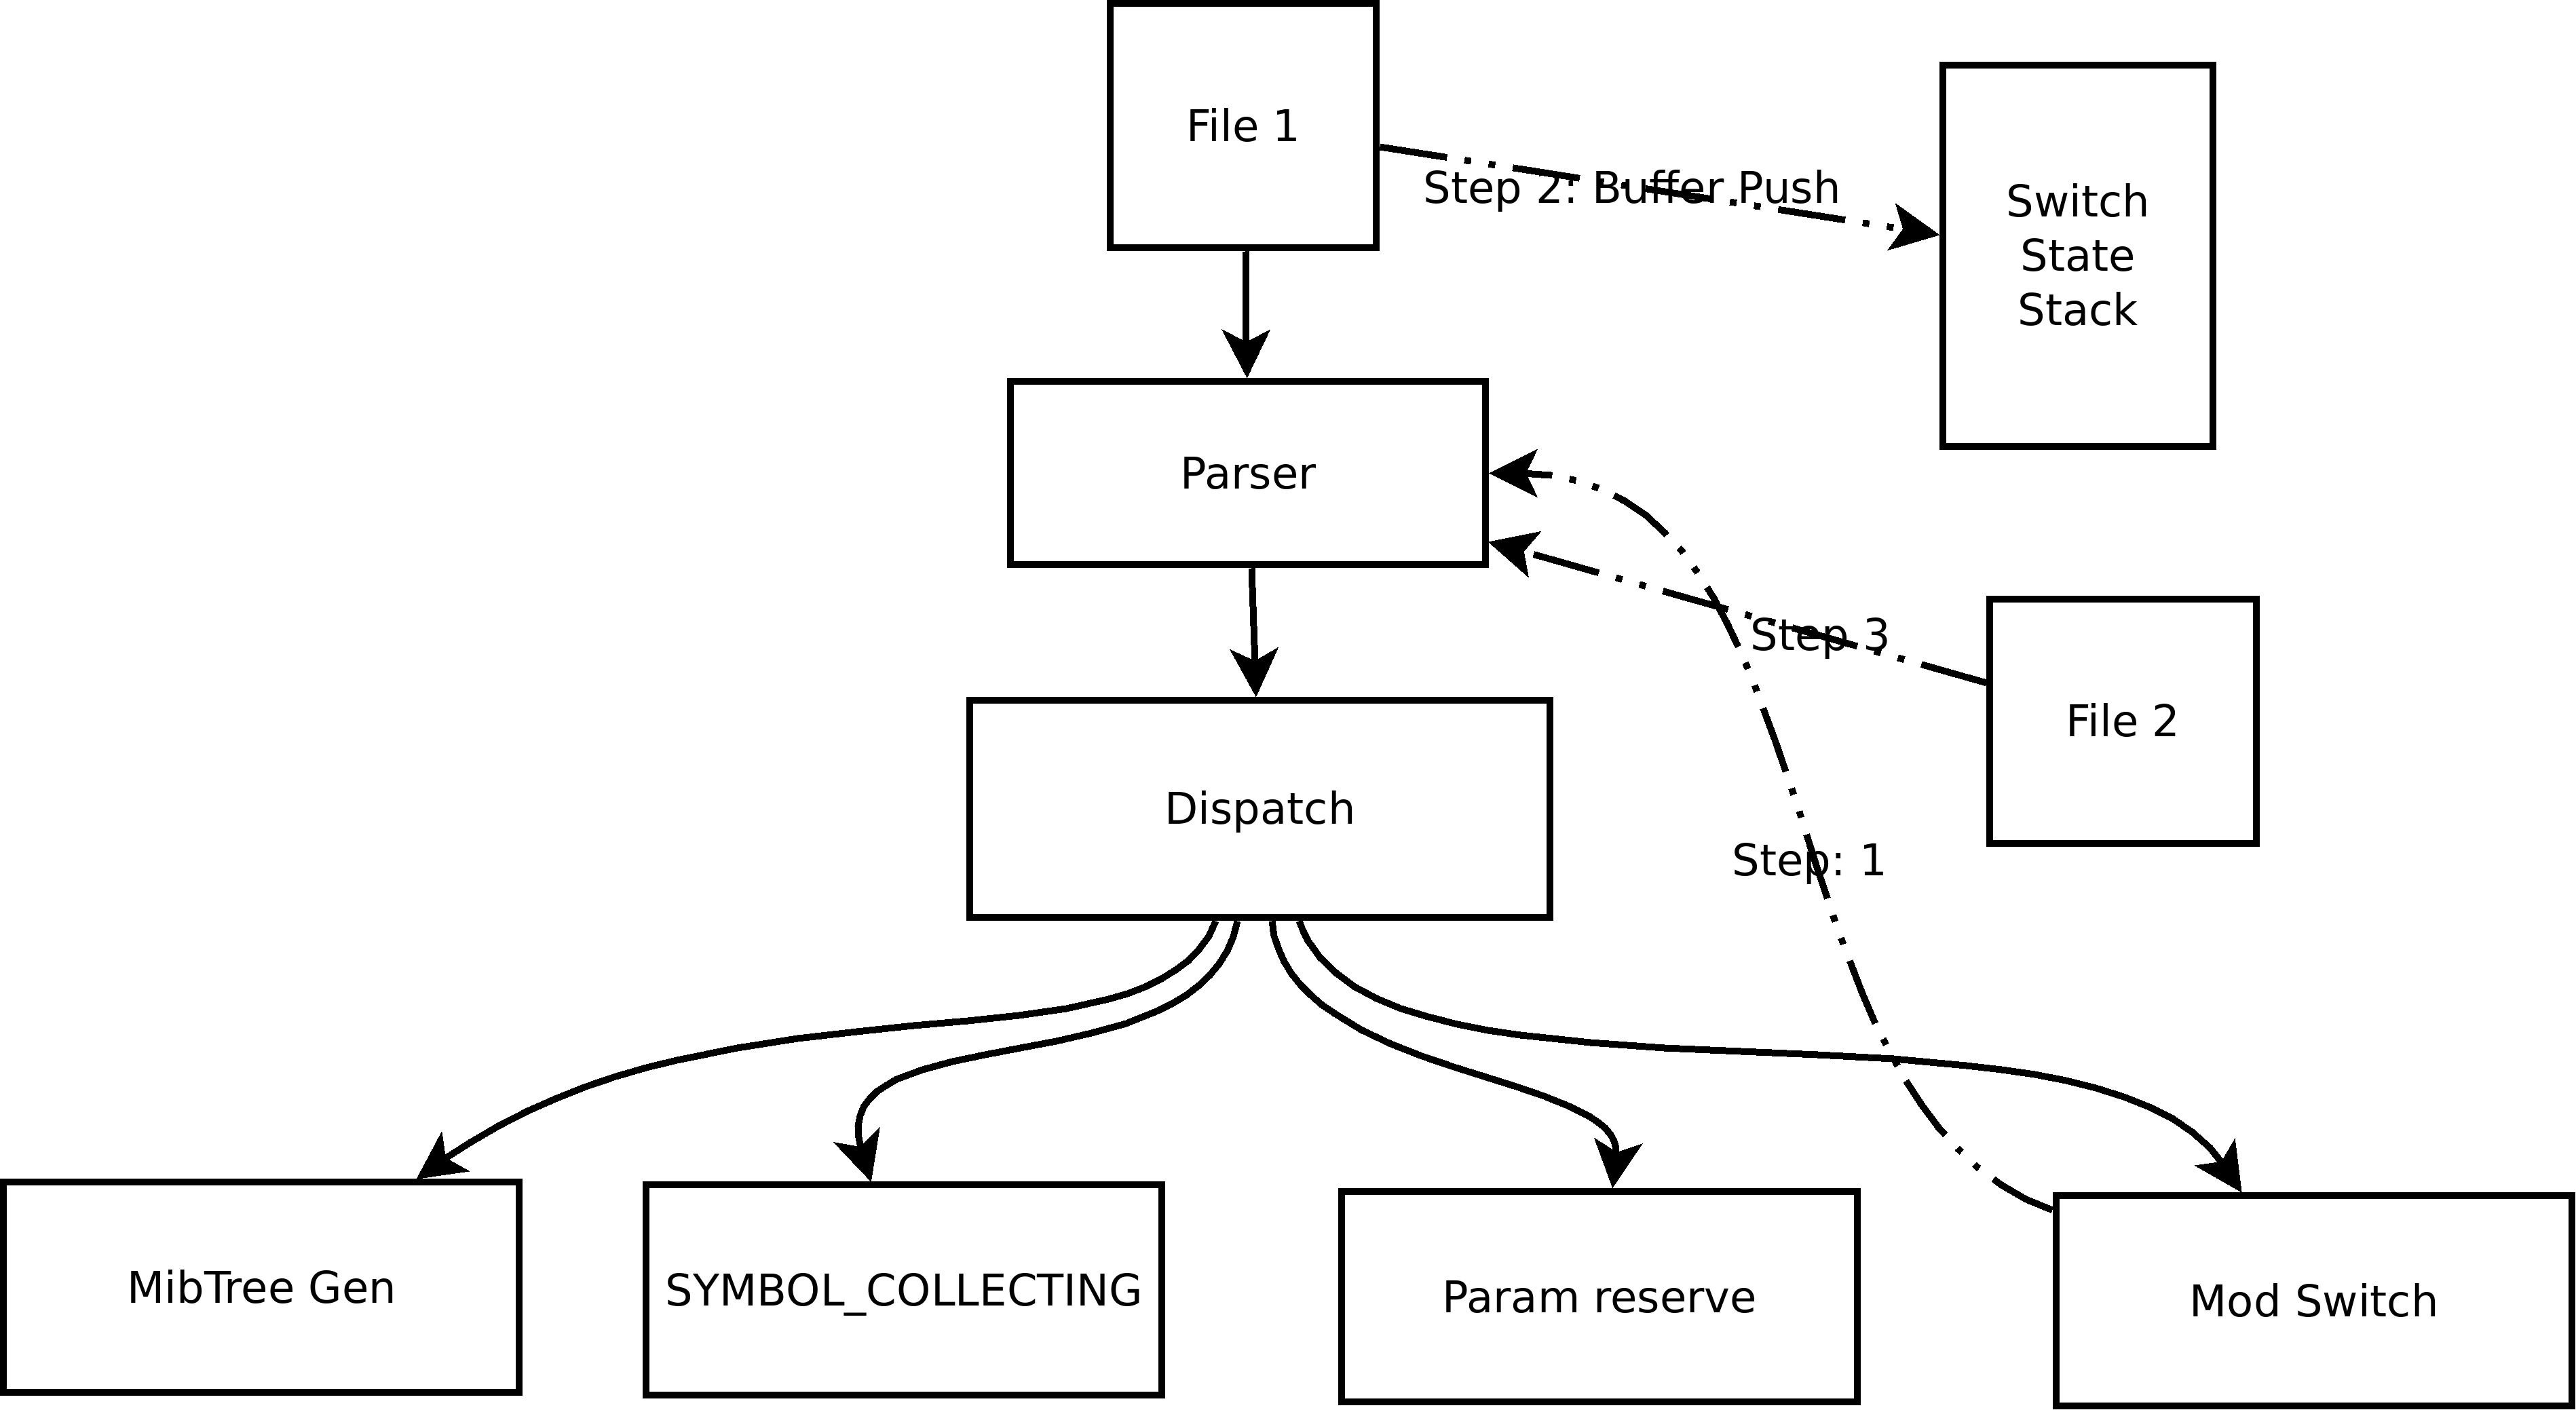 File 1
Step 2: Buffer Push
Switch
State
Stack
Parser
Step 3
File 2
Dispatch
Step: 1
MibTree Gen
SYMBOL_COLLECTING
Param reserve
Mod Switch